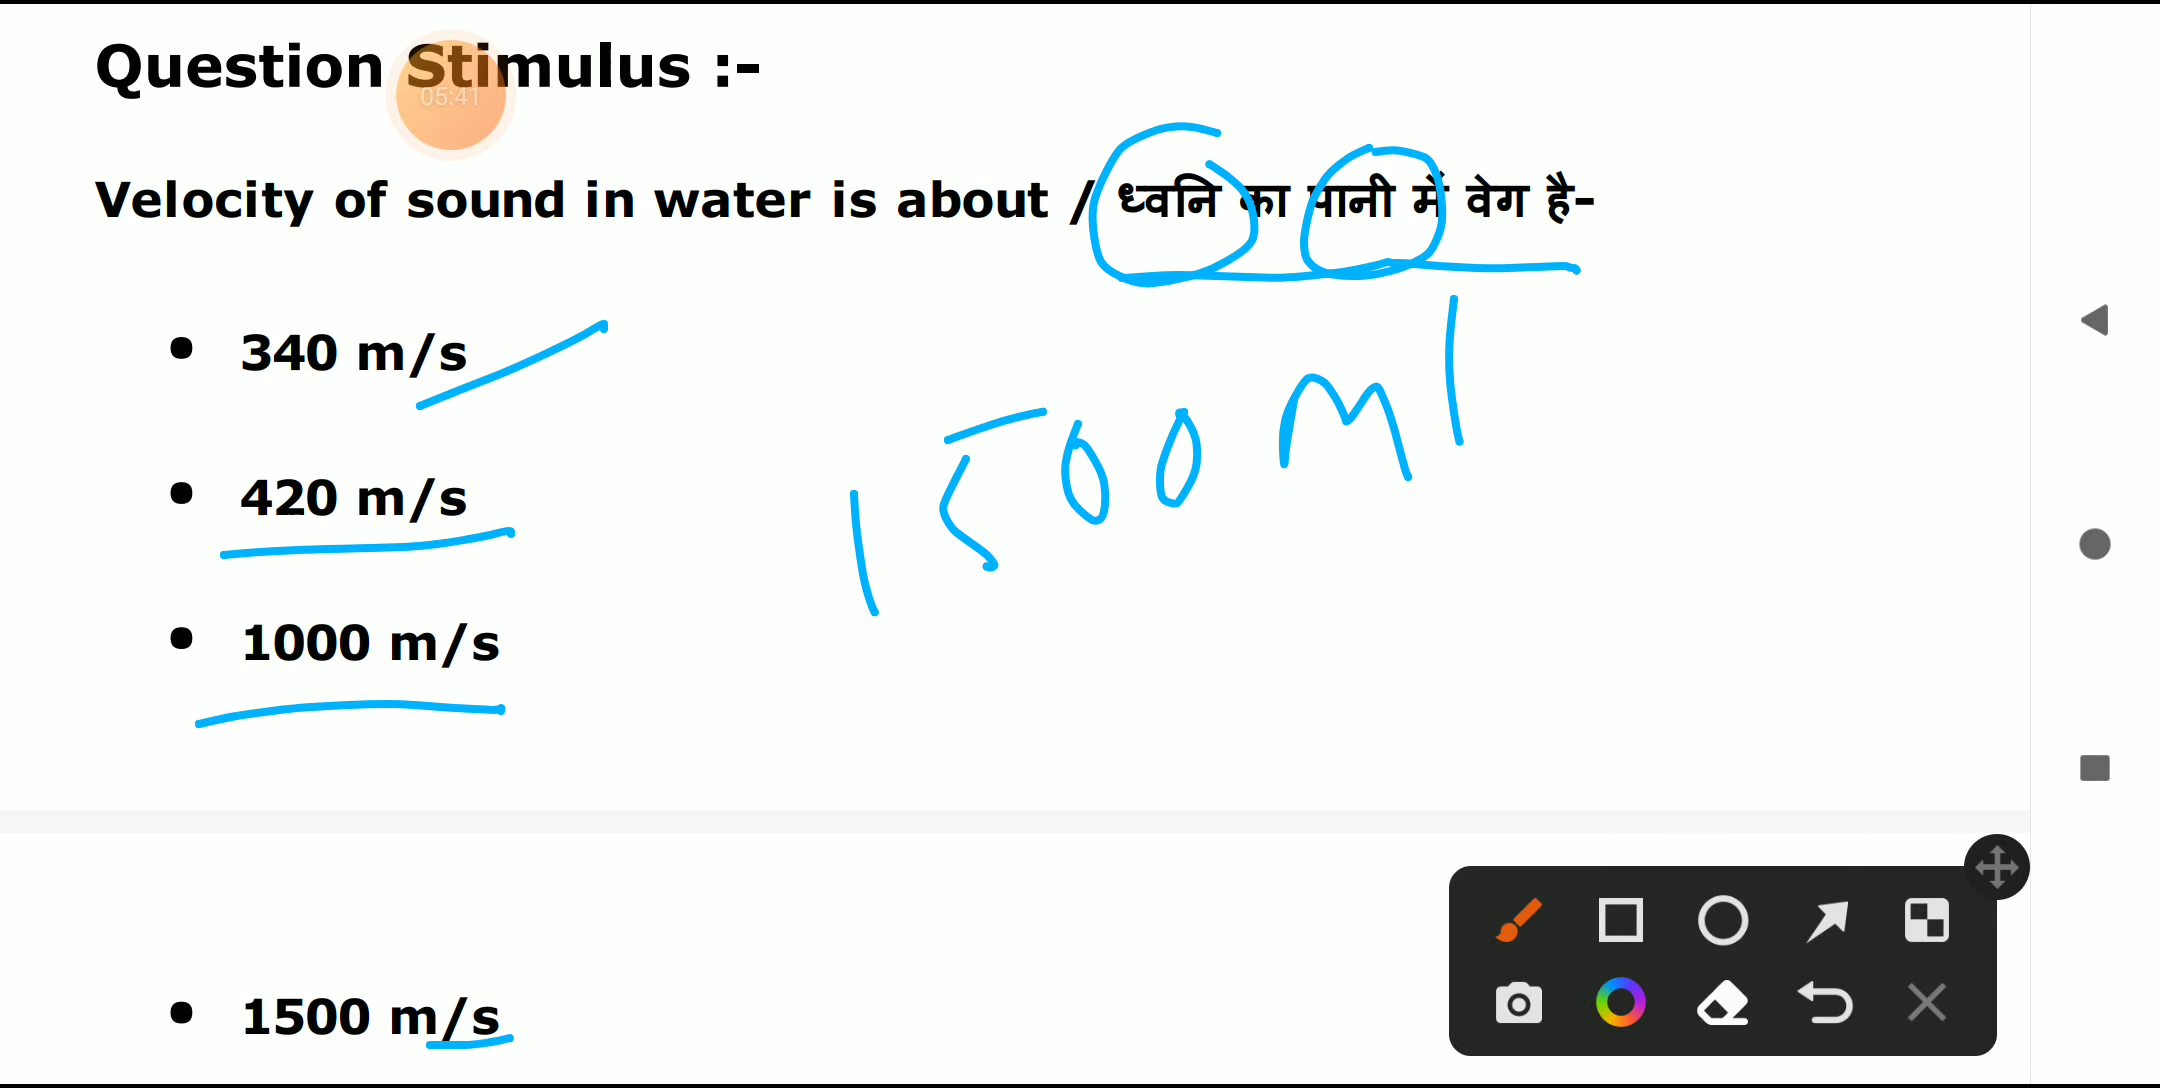 Question Stimulus :-
05:41
Velocity of sound in water is about / ध्वनि का पानी में वेग है-
• 340 m/s
• 420 m/s
1500 M
• 1000 m/s
• 1500 m/s